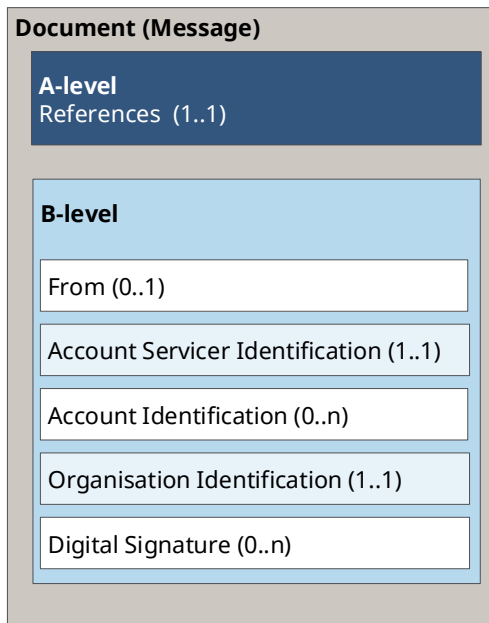 Document (Message)
A-level
References (1..1)
B-level
From (0..1)
Account Servicer Identification (1..1)
Account Identification (0..n)
Organisation Identification (1..1)
Digital Signature (0..n)